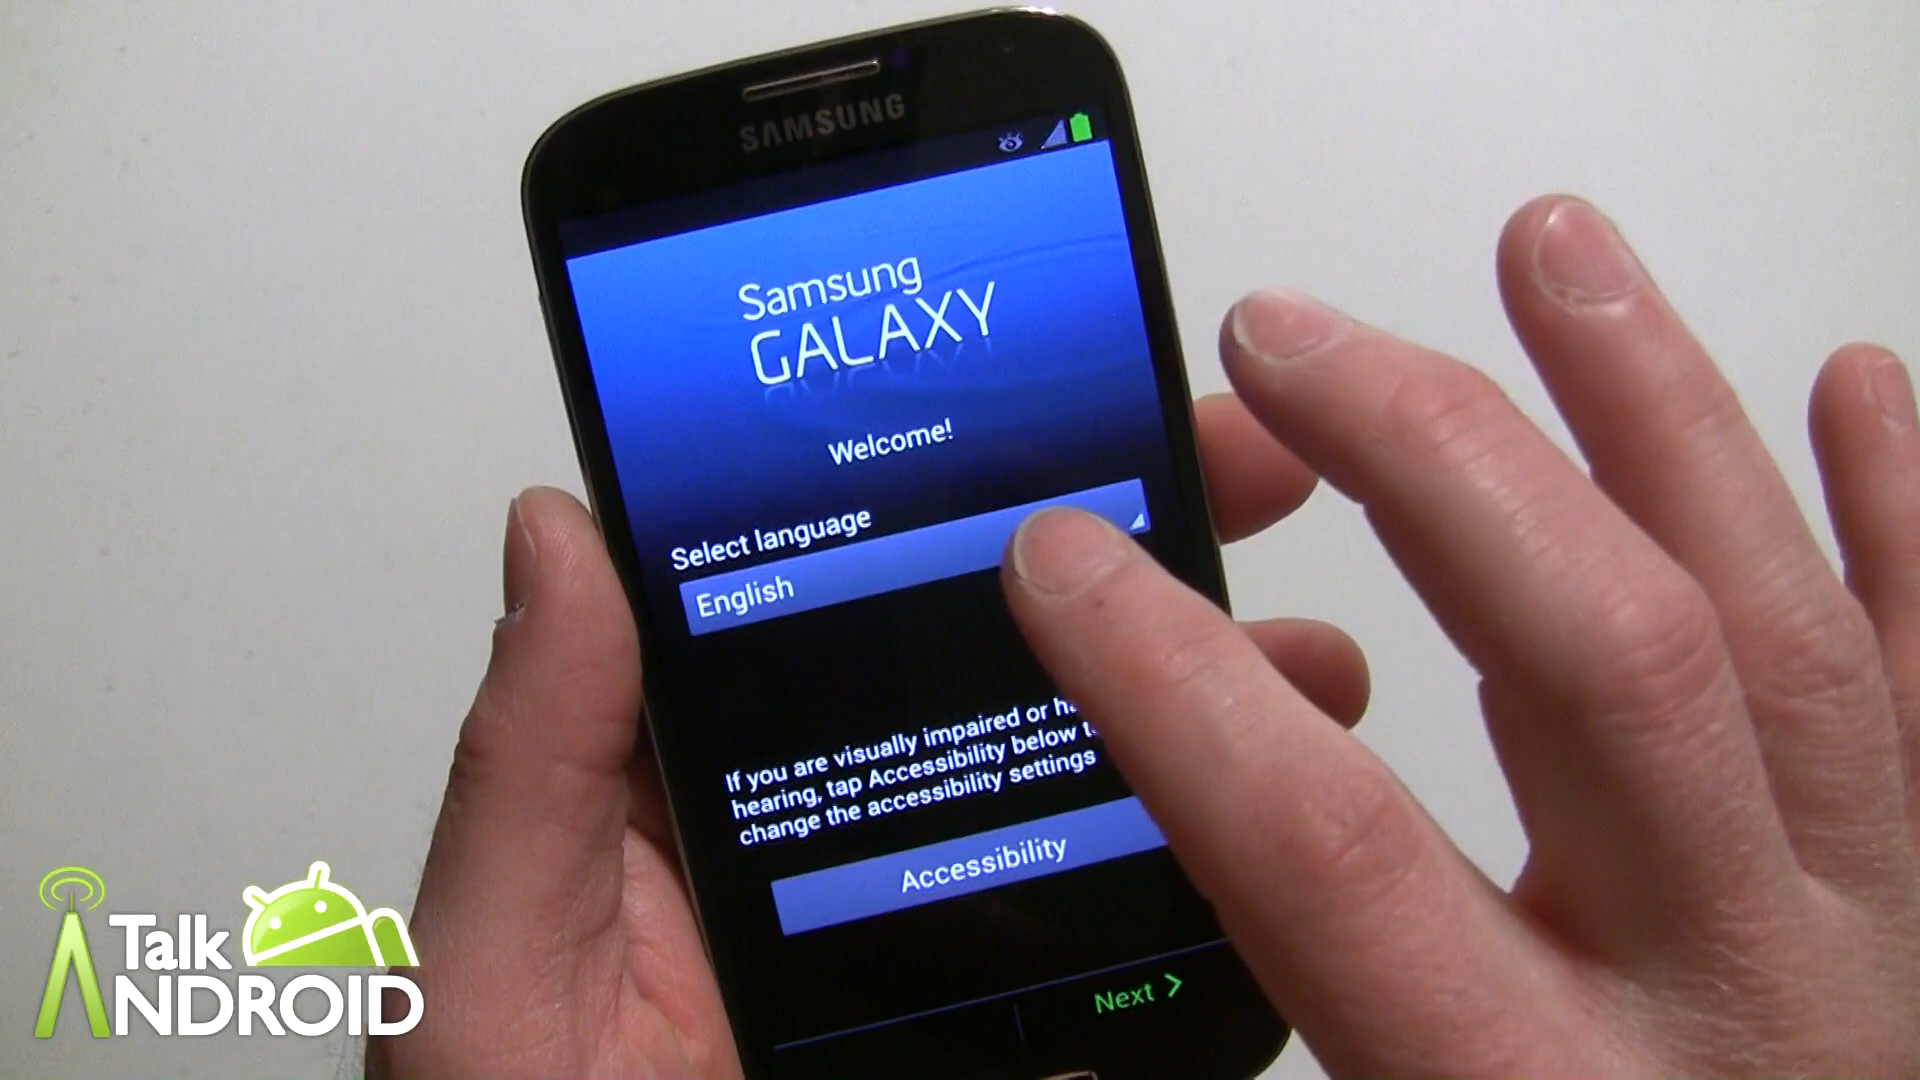 SAMSUNG
Samsung
GALAXY
Welcome!
Select language
English
If you are visually impaired or
hearing, tap Accessibility below
change the accessibility settings
Accessibility
Next >
Talk
ANDROID